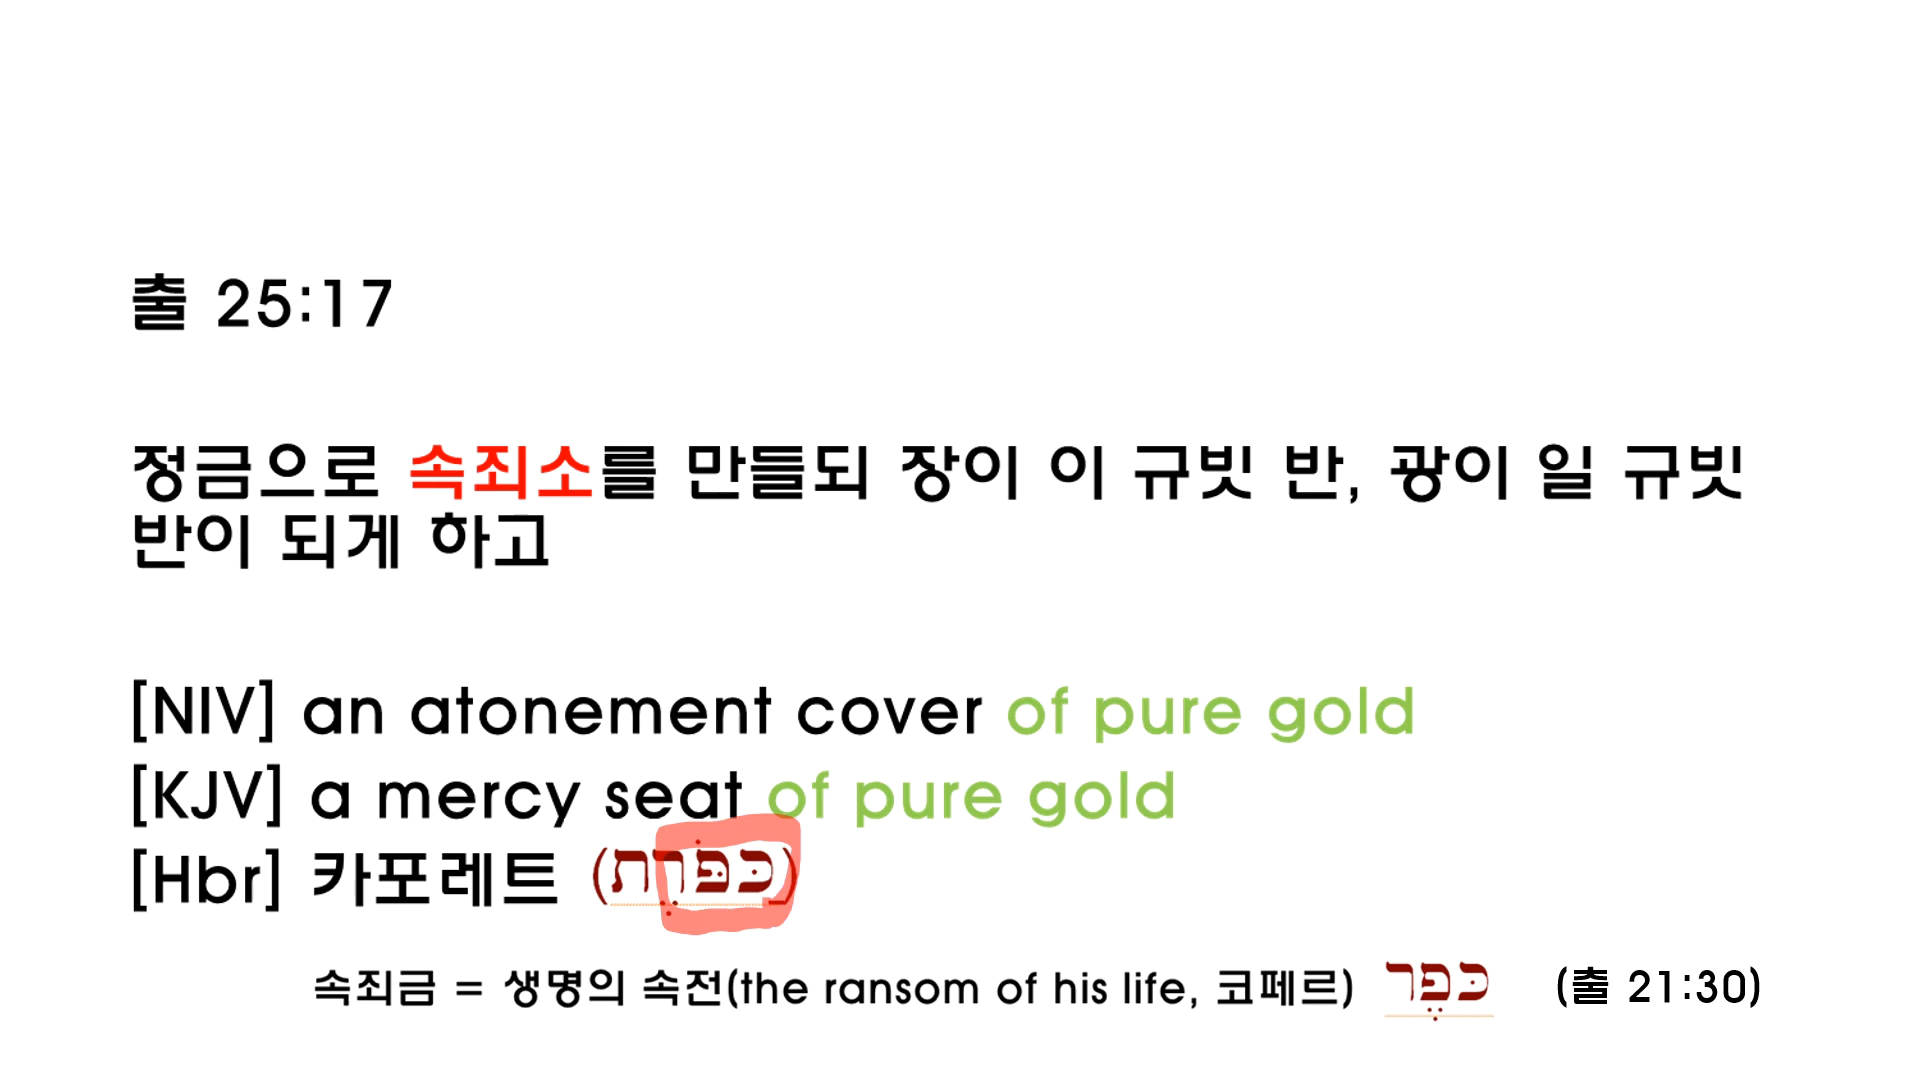 출 25:17
정금으로 속죄소를 만들되 장이 이 규빗 반, 광이 일 규빗
반이 되게 하고
[NIV] an atonement cover of pure gold
[KJV] a mercy seat of pure gold
[Hbr] 카포레트 (כַּפֹּרֶת)
속죄금 = 생명의 속전(the ransom of his life, 코페르) כֹּפֶר (출 21:30)